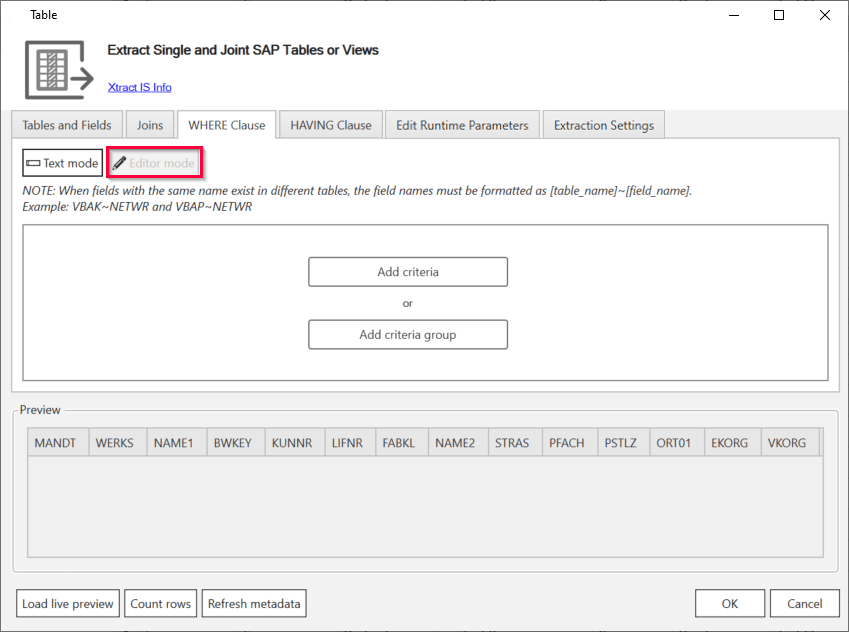 Table
Extract Single and Joint SAP Tables or Views
Xtract IS Info
Tables and Fields Joins WHERE Clause HAVING Clause Edit Runtime Parameters Extraction Settings
Text mode Editor mode
NOTE: When fields with the same name exist in different tables, the field names must be formatted as [table_name]~[field_name].
Example: VBAK~NETWR and VBAP~NETWR
Add criteria
or
Add criteria group
Preview
MANDT WERKS NAME1 BWKEY KUNNR LIFNR FABKL NAME2 STRAS PFACH PSTLZ ORT01 EKORG VKORG
Load live preview Count rows Refresh metadata OK Cancel